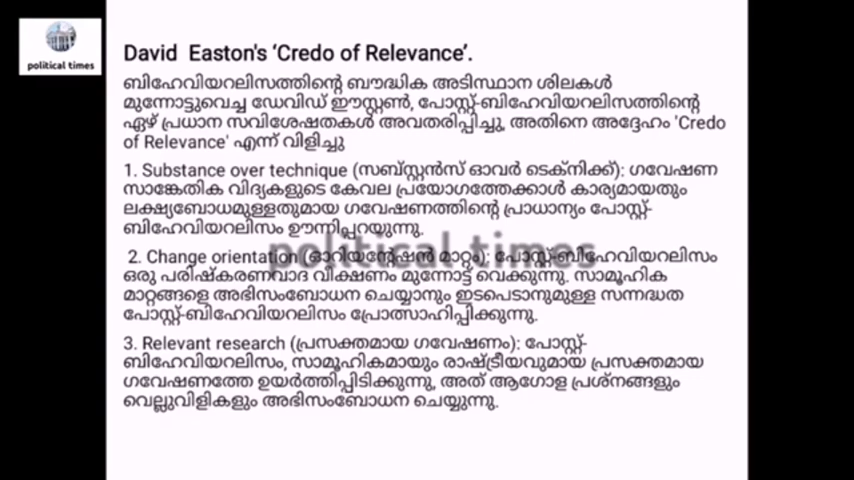 political times
David Easton's ‘Credo of Relevance’.
ബിഹേവിയറലിസത്തിന്റെ ബൗദ്ധിക അടിസ്ഥാന ശിലകൾ
മുന്നോട്ടുവെച്ച ഡേവിഡ് ഈസ്റ്റൺ, പോസ്റ്റ്-ബിഹേവിയറലിസത്തിന്റെ
ഏഴ് പ്രധാന സവിശേഷതകൾ അവതരിപ്പിച്ചു, അതിനെ അദ്ദേഹം 'Credo
of Relevance' എന്ന് വിളിച്ചു
1. Substance over technique (സബ്സ്റ്റൻസ് ഓവർ ടെക്നിക്ക്): ഗവേഷണ
സാങ്കേതിക വിദ്യകളുടെ കേവല പ്രയോഗത്തേക്കാൾ കാര്യമായതും
ലക്ഷ്യബോധമുള്ളതുമായ ഗവേഷണത്തിന്റെ പ്രാധാന്യം പോസ്റ്റ്-
ബിഹേവിയറലിസം ഊന്നിപ്പറയുന്നു.
political times
2. Change orientation (ഓറിയന്റേഷൻ മാറ്റം): പോസ്റ്റ്-ബിഹേവിയറലിസം
ഒരു പരിഷ്കരണവാദ വീക്ഷണം മുന്നോട്ട് വെക്കുന്നു. സാമൂഹിക
മാറ്റങ്ങളെ അഭിസംബോധന ചെയ്യാനും ഇടപെടാനുമുള്ള സന്നദ്ധത
പോസ്റ്റ്-ബിഹേവിയറലിസം പ്രോത്സാഹിപ്പിക്കുന്നു.
3. Relevant research (പ്രസക്തമായ ഗവേഷണം): പോസ്റ്റ്-
ബിഹേവിയറലിസം, സാമൂഹികമായും രാഷ്ട്രീയവുമായ പ്രസക്തമായ
ഗവേഷണത്തേ ഉയർത്തിപ്പിടിക്കുന്നു, അത് ആഗോള പ്രശ്നങ്ങളും
വെല്ലുവിളികളും അഭിസംബോധന ചെയ്യുന്നു.